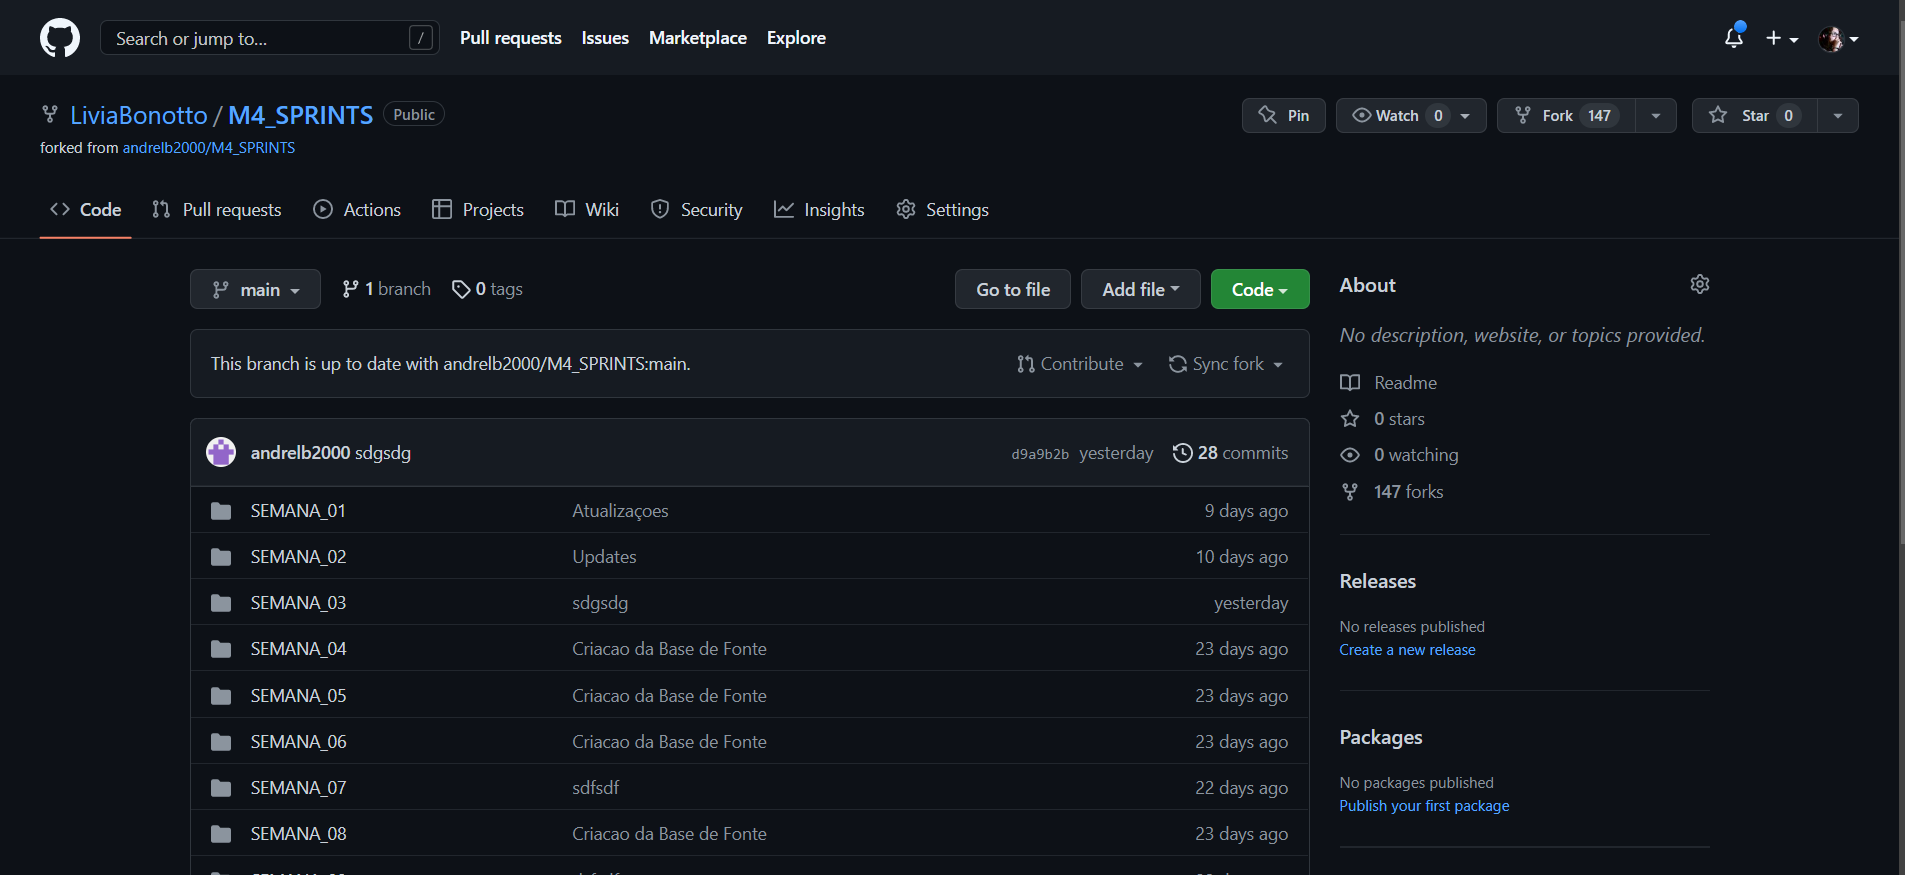 Search or jump to... / Pull requests Issues Marketplace Explore
LiviaBonotto / M4_SPRINTS Public Pin Watch 0 Fork 147 Star 0
forked from andrelb2000/M4_SPRINTS
Code Pull requests Actions Projects Wiki Security Insights Settings
main 1 branch 0 tags Go to file Add file Code
This branch is up to date with andrelb2000/M4_SPRINTS:main. Contribute Sync fork
andrelb2000 sdgsdg d9a9b2b yesterday 28 commits
SEMANA_01 Atualizaçoes 9 days ago
SEMANA_02 Updates 10 days ago
SEMANA_03 sdgsdg yesterday
SEMANA_04 Criacao da Base de Fonte 23 days ago
SEMANA_05 Criacao da Base de Fonte 23 days ago
SEMANA_06 Criacao da Base de Fonte 23 days ago
SEMANA_07 sdfsdf 22 days ago
SEMANA_08 Criacao da Base de Fonte 23 days ago
About
No description, website, or topics provided.
Readme
0 stars
0 watching
147 forks
Releases
No releases published
Create a new release
Packages
No packages published
Publish your first package